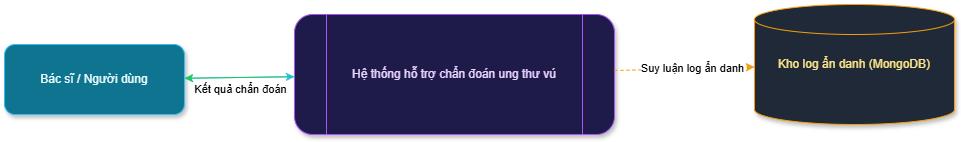 Bác sĩ / Người dùng
Kết quả chẩn đoán
Hệ thống hỗ trợ chẩn đoán ung thư vú
Suy luận log ẩn danh
Kho log ẩn danh (MongoDB)